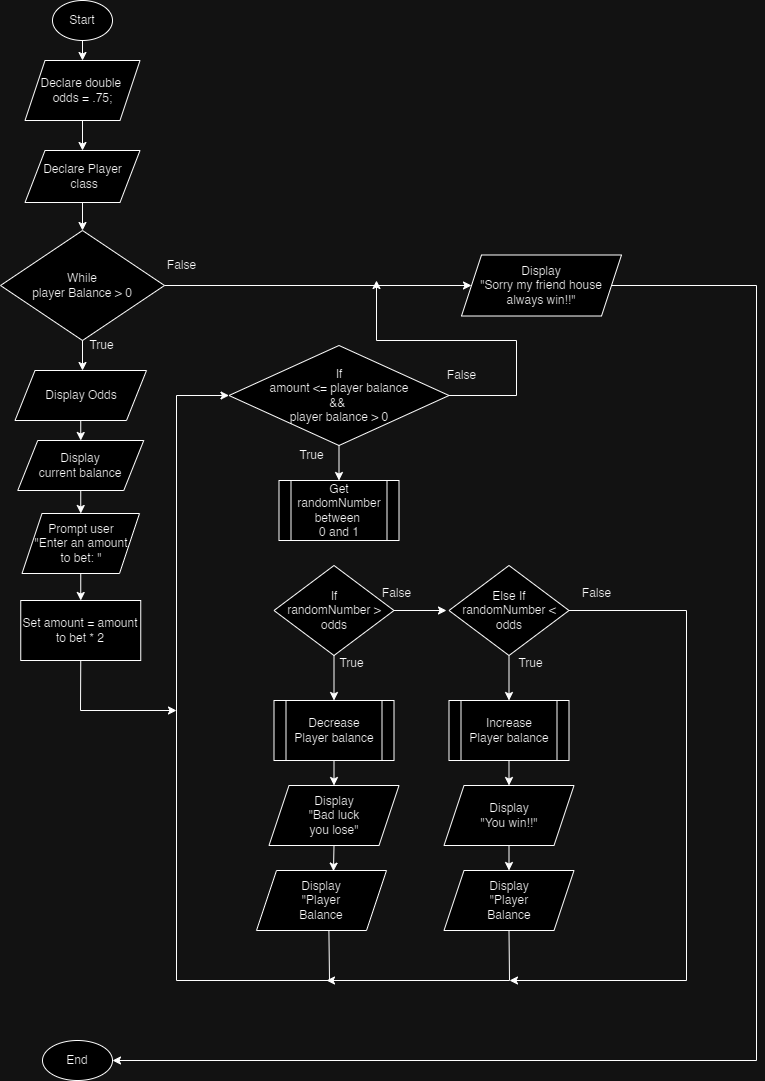 Start
Declare double
odds = .75;
Declare Player
class
While
player Balance > 0
False
True
Display
"Sorry my friend house
always win!!"
Display Odds
Display
current balance
Prompt user
"Enter an amount
to bet: "
Set amount = amount
to bet * 2
If
amount <= player balance
&&
player balance > 0
False
True
Get
randomNumber
between
0 and 1
If
randomNumber >
odds
False
True
Else If
randomNumber <
odds
False
True
Decrease
Player balance
Increase
Player balance
Display
"Bad luck
you lose"
Display
"You win!!"
Display
"Player
Balance
Display
"Player
Balance
End